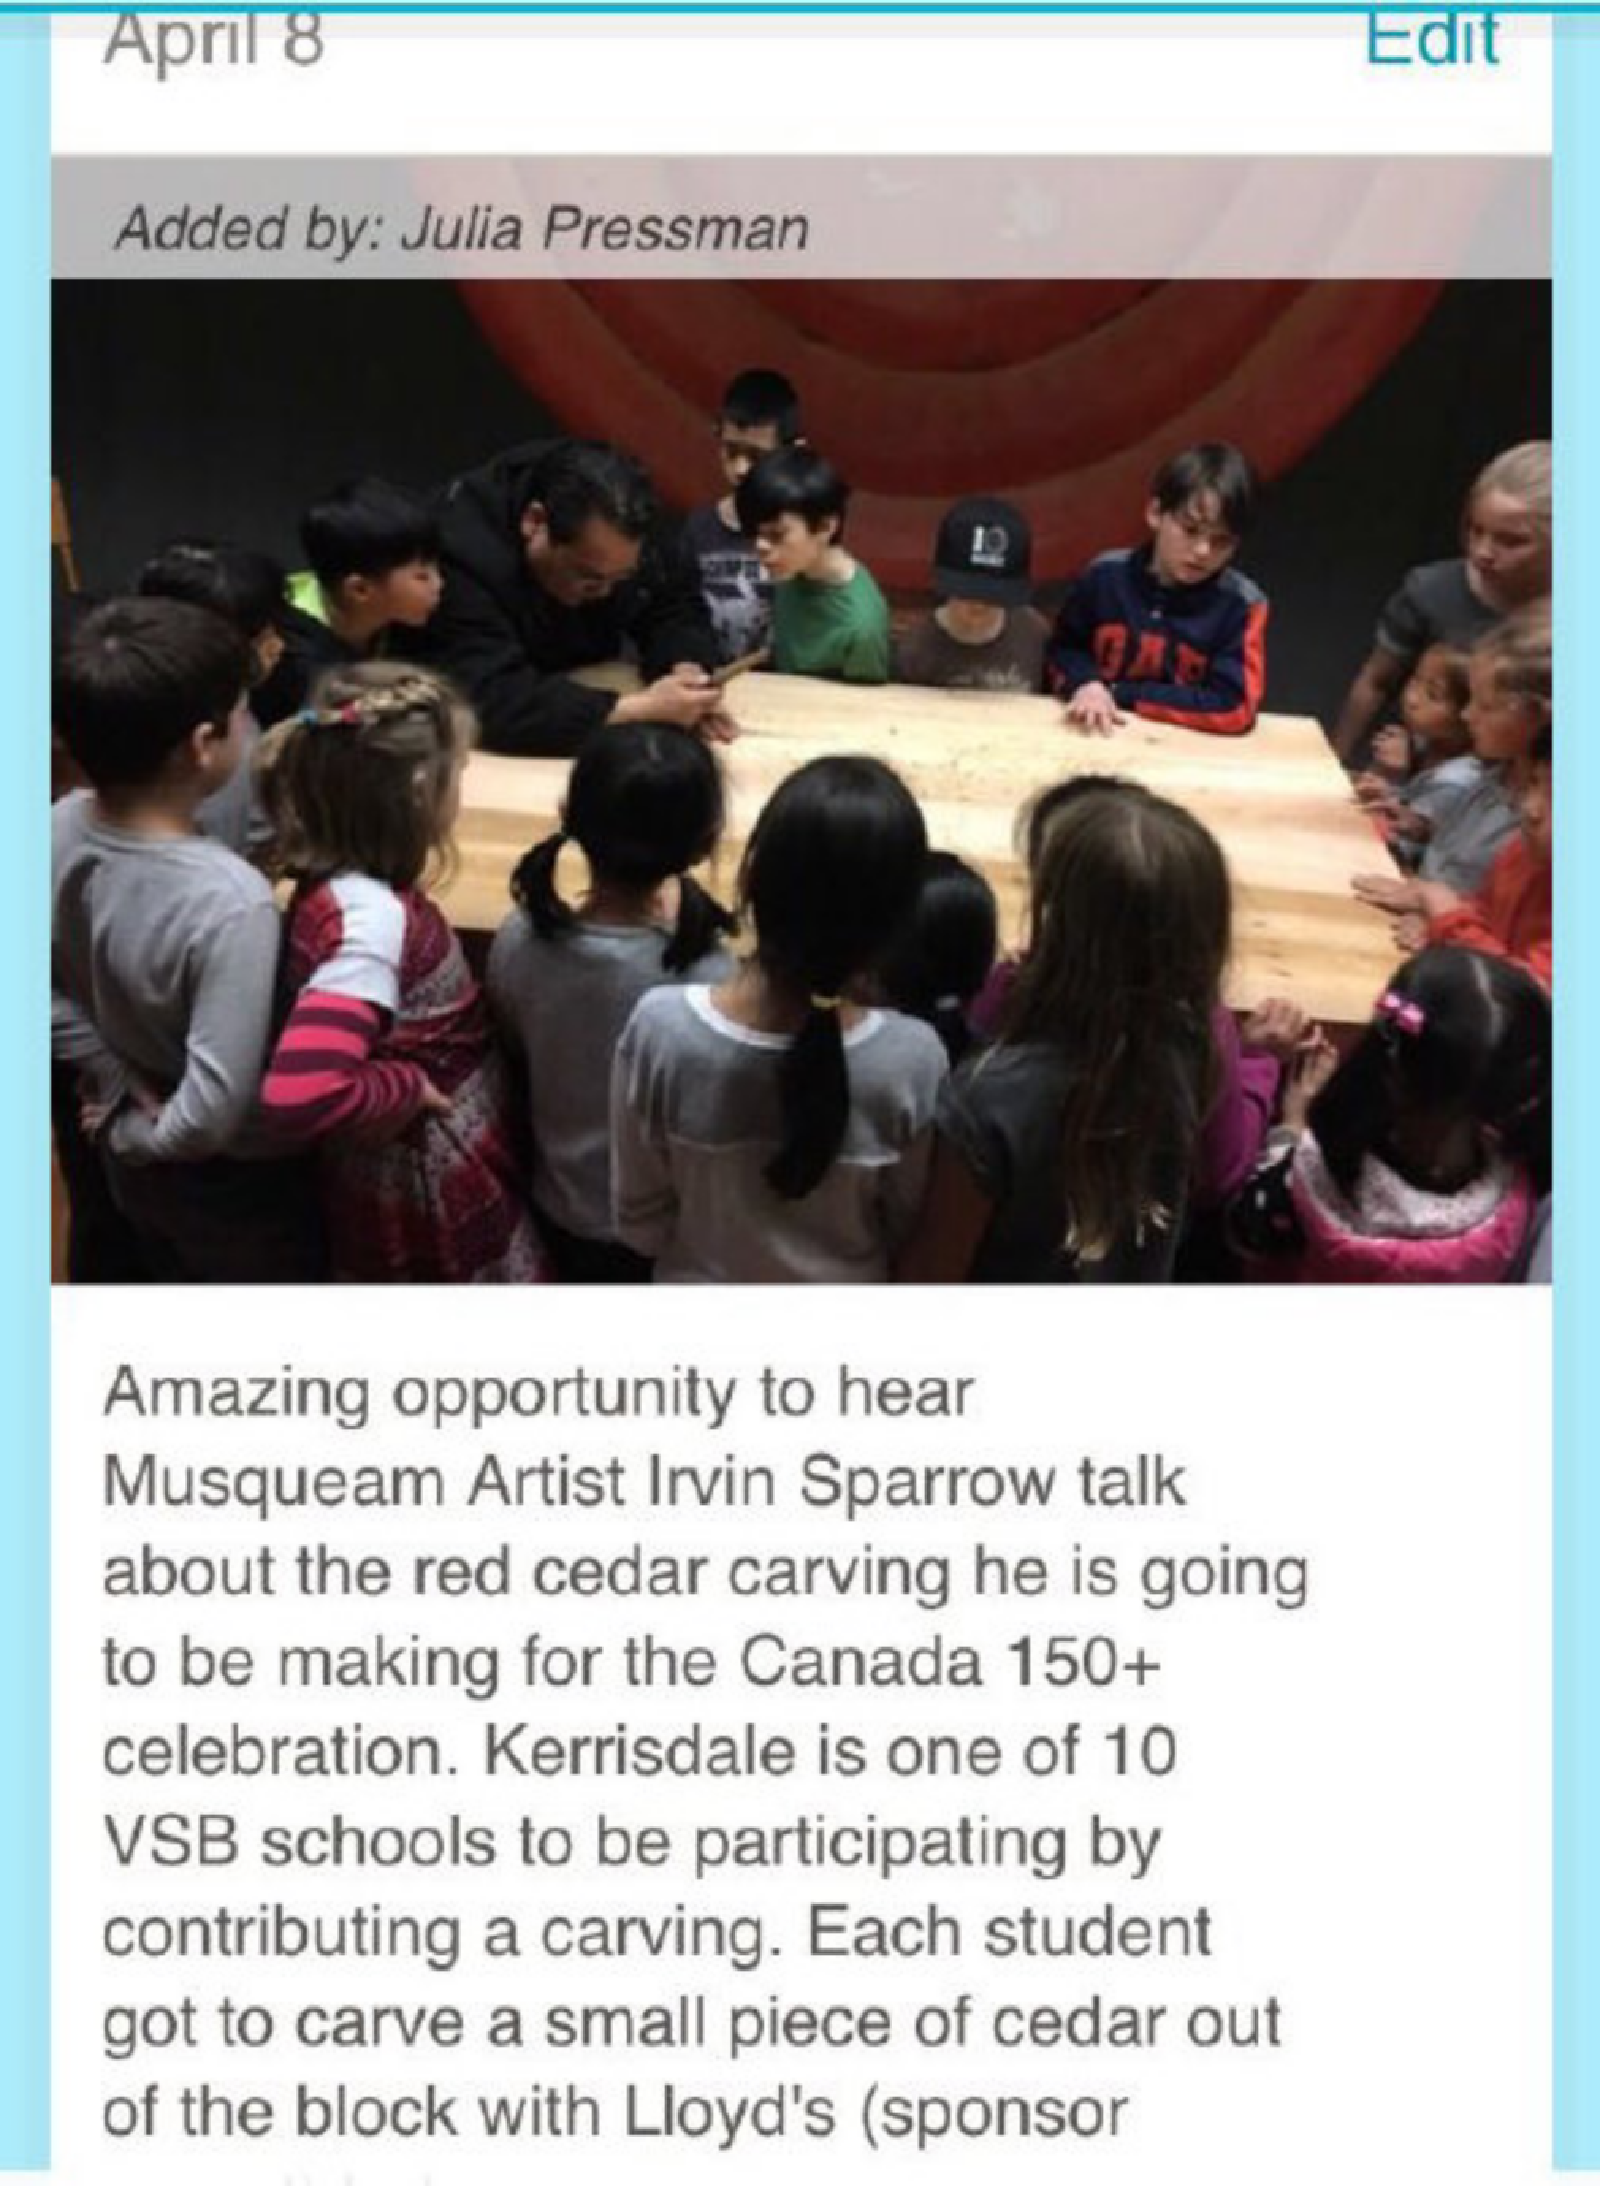 April 8
Edit
Added by: Julia Pressman
10
GAP
Amazing opportunity to hear
Musqueam Artist Irvin Sparrow talk
about the red cedar carving he is going
to be making for the Canada 150+
celebration. Kerrisdale is one of 10
VSB schools to be participating by
contributing a carving. Each student
got to carve a small piece of cedar out
of the block with Lloyd's (sponsor